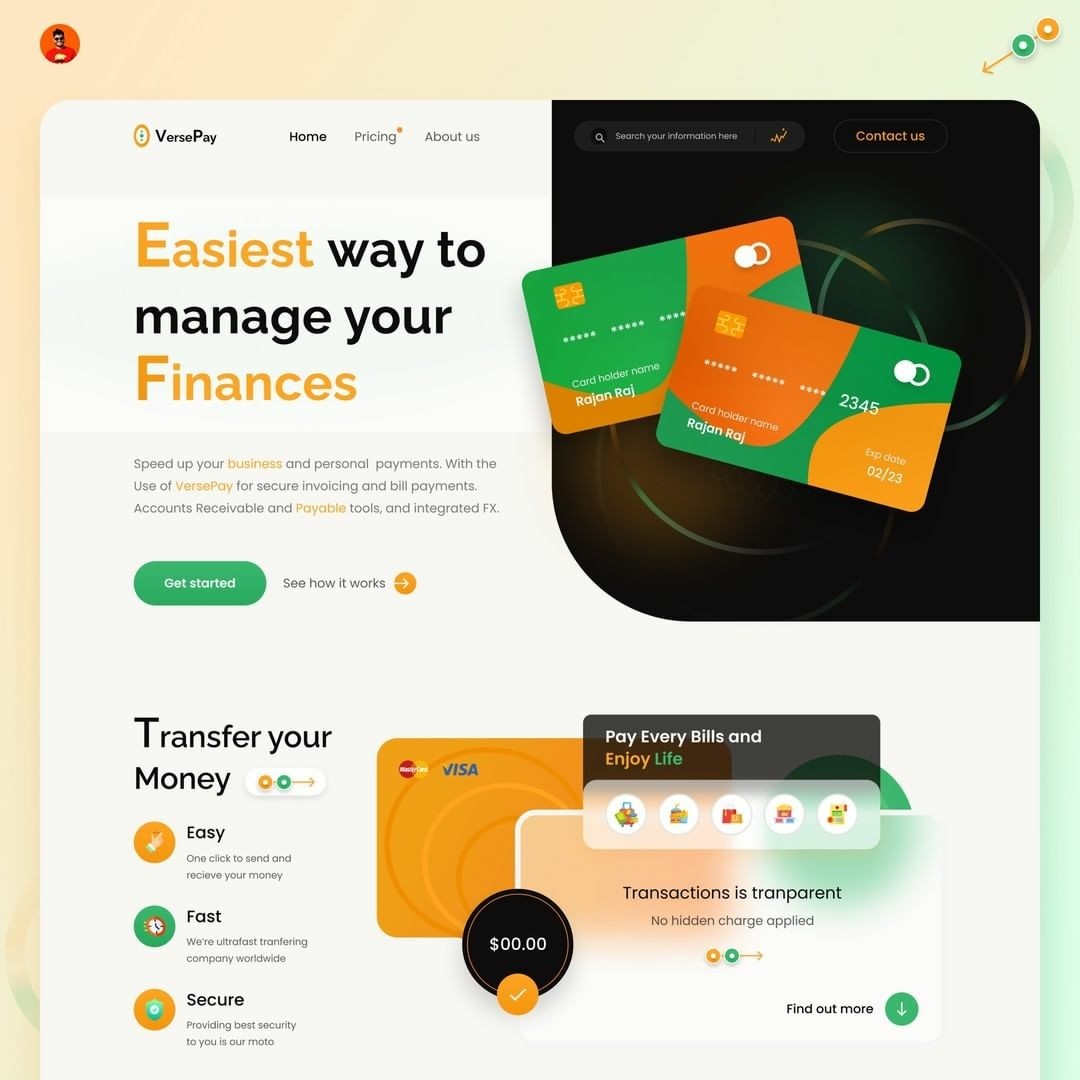 VersePay
Home Pricing About us
Search your information here
Contact us
Easiest way to
manage your
Finances
Speed up your business and personal payments. With the
Use of VersePay for secure invoicing and bill payments.
Accounts Receivable and Payable tools, and integrated FX.
Get started
See how it works
***** ***** ****
Card holder name
Rajan Raj
***** ***** **** 2345
Card holder name
Rajan Raj
Exp date
02/23
Transfer your
Money
Easy
One click to send and
recieve your money
Fast
We're ultrafast tranfering
company worldwide
Secure
Providing best security
to you is our moto
MasterCard VISA
Pay Every Bills and
Enjoy Life
$00.00
Transactions is tranparent
No hidden charge applied
Find out more